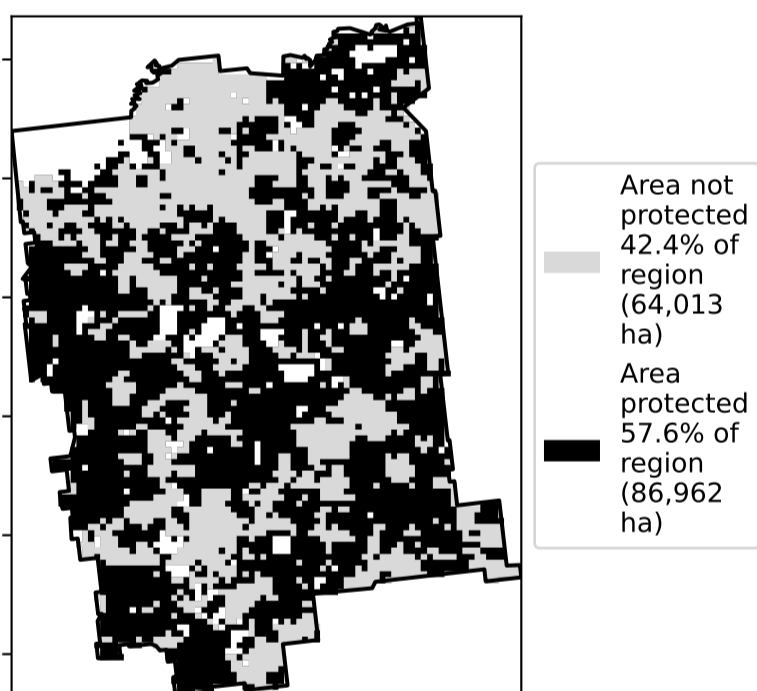 Area not
protected
42.4% of
region
(64,013
ha)
Area
protected
57.6% of
region
(86,962
ha)